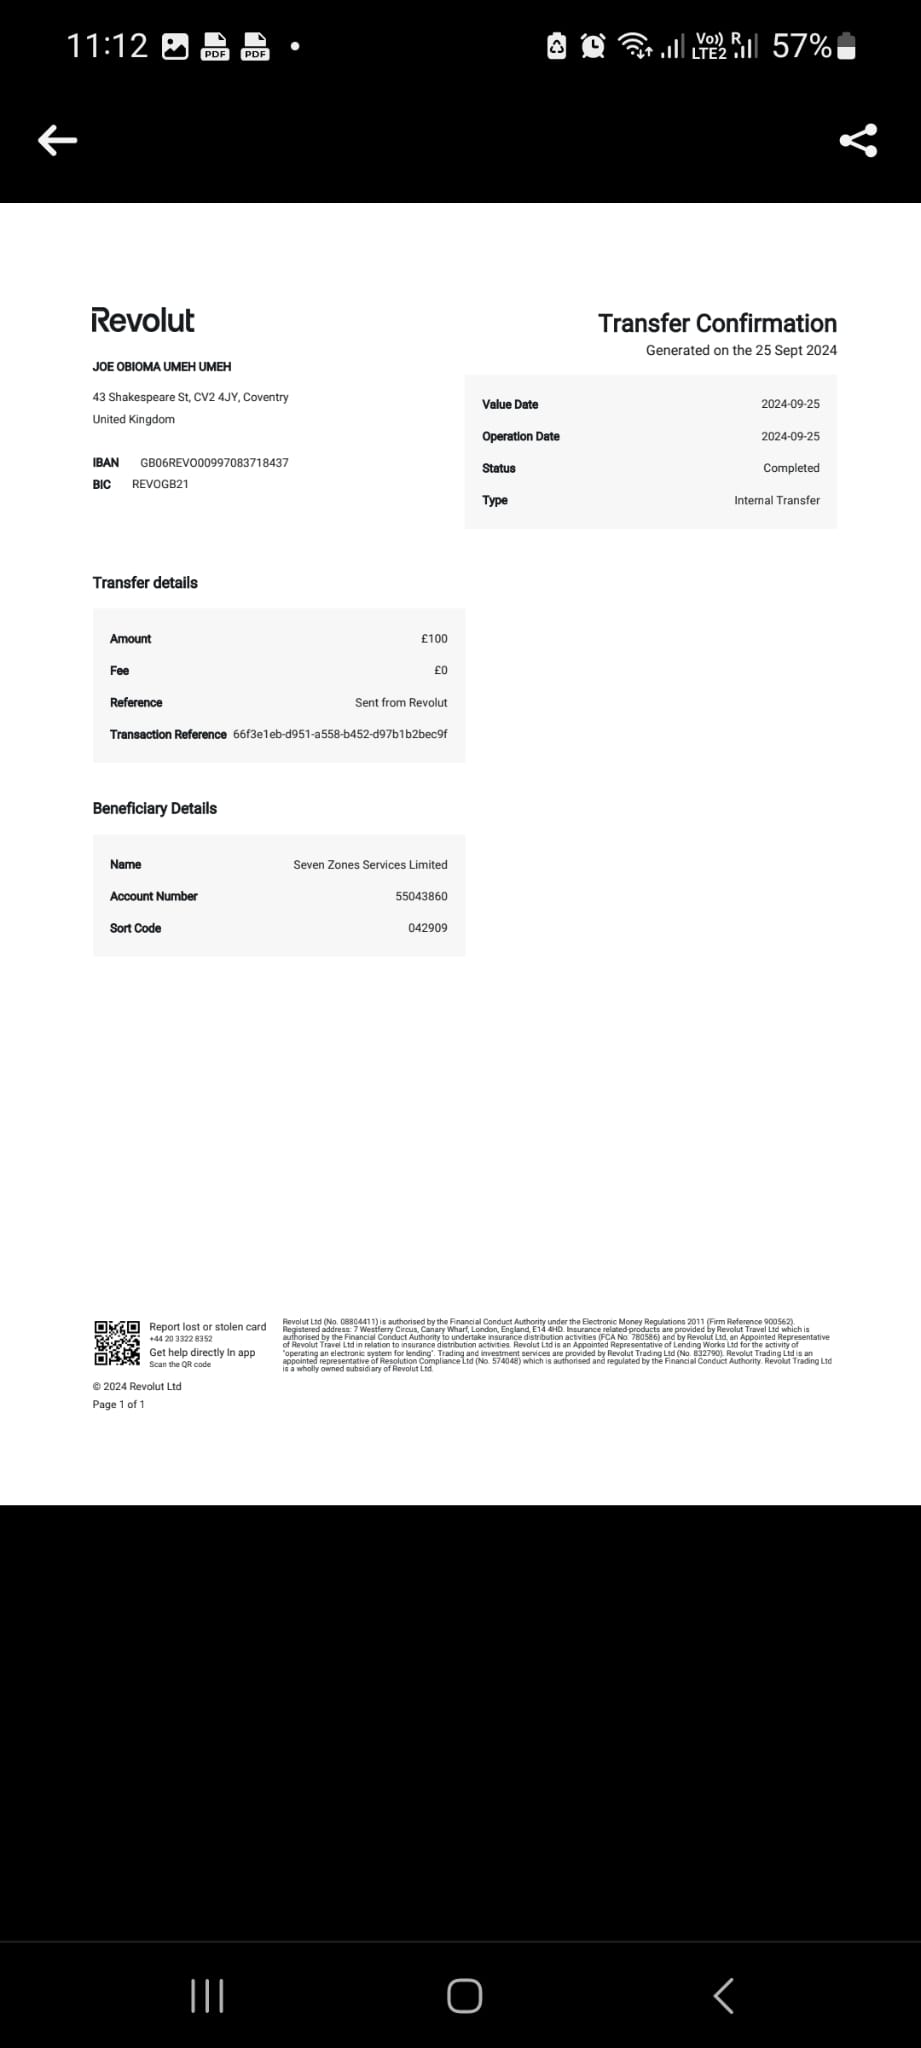 11:12
PDF PDF
Vo)) R
LTE2
57%
Revolut
Transfer Confirmation
Generated on the 25 Sept 2024
JOE OBIOMA UMEH UMEH
43 Shakespeare St, CV2 4JY, Coventry
United Kingdom
IBAN GB06REVO00997083718437
BIC REVOGB21
Value Date 2024-09-25
Operation Date 2024-09-25
Status Completed
Type Internal Transfer
Transfer details
Amount £100
Fee £0
Reference Sent from Revolut
Transaction Reference 66f3e1eb-d951-a558-b452-d97b1b2bec9f
Beneficiary Details
Name Seven Zones Services Limited
Account Number 55043860
Sort Code 042909
Report lost or stolen card
+44 20 3322 8352
Get help directly In app
Scan the QR code
© 2024 Revolut Ltd
Page 1 of 1
Revolut Ltd (No. 08804411) is authorised by the Financial Conduct Authority under the Electronic Money Regulations 2011 (Firm Reference 900562).
Registered address: 7 Westferry Circus, Canary Wharf, London, England, E14 4HD. Insurance related-products are provided by Revolut Travel Ltd which is
authorised by the Financial Conduct Authority to undertake insurance distribution activities (FCA No: 780586) and by Revolut Ltd, an Appointed Representative
of Revolut Travel Ltd in relation to insurance distribution activities. Revolut Ltd is an Appointed Representative of Lending Works Ltd for the activity of
"operating an electronic system for lending". Trading and investment services are provided by Revolut Trading Ltd (No. 832790). Revolut Trading Ltd is an
appointed representative of Resolution Compliance Ltd (No. 574048) which is authorised and regulated by the Financial Conduct Authority. Revolut Trading Ltd
is a wholly owned subsidiary of Revolut Ltd.